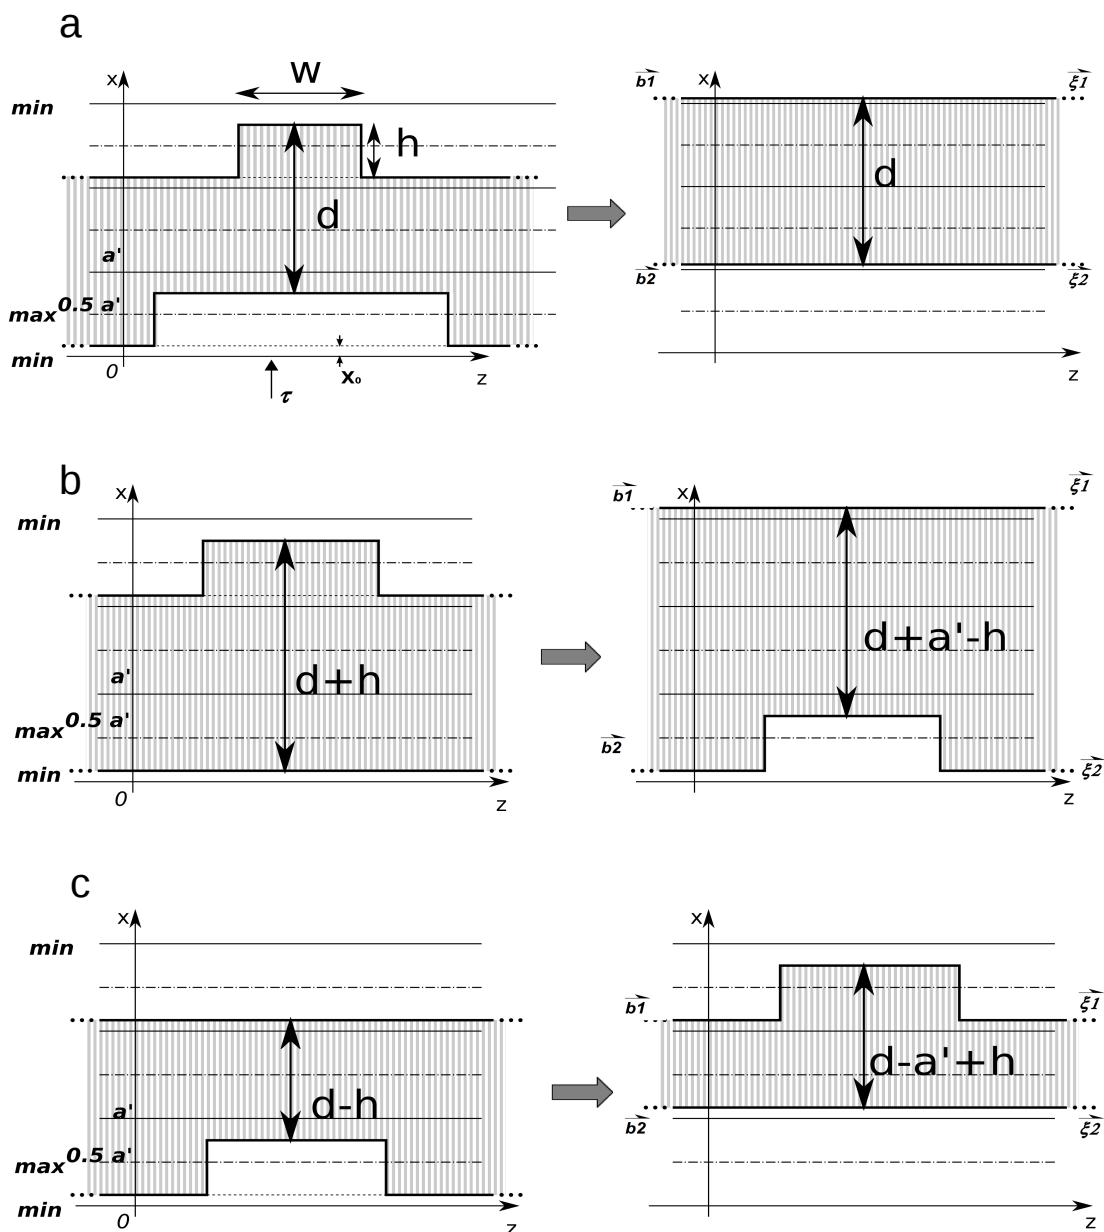 a
x
w
min
h
d
a'
0.5 a'
max
min
0
x₀
z
τ
b1
x
ξ1
d
b2
ξ2
z
b
x
min
d+h
a'
0.5 a'
max
min
0
z
b1
x
ξ1
d+a'-h
b2
ξ2
z
c
x
min
d-h
a'
0.5 a'
max
min
0
z
x
b1
ξ1
d-a'+h
b2
ξ2
z